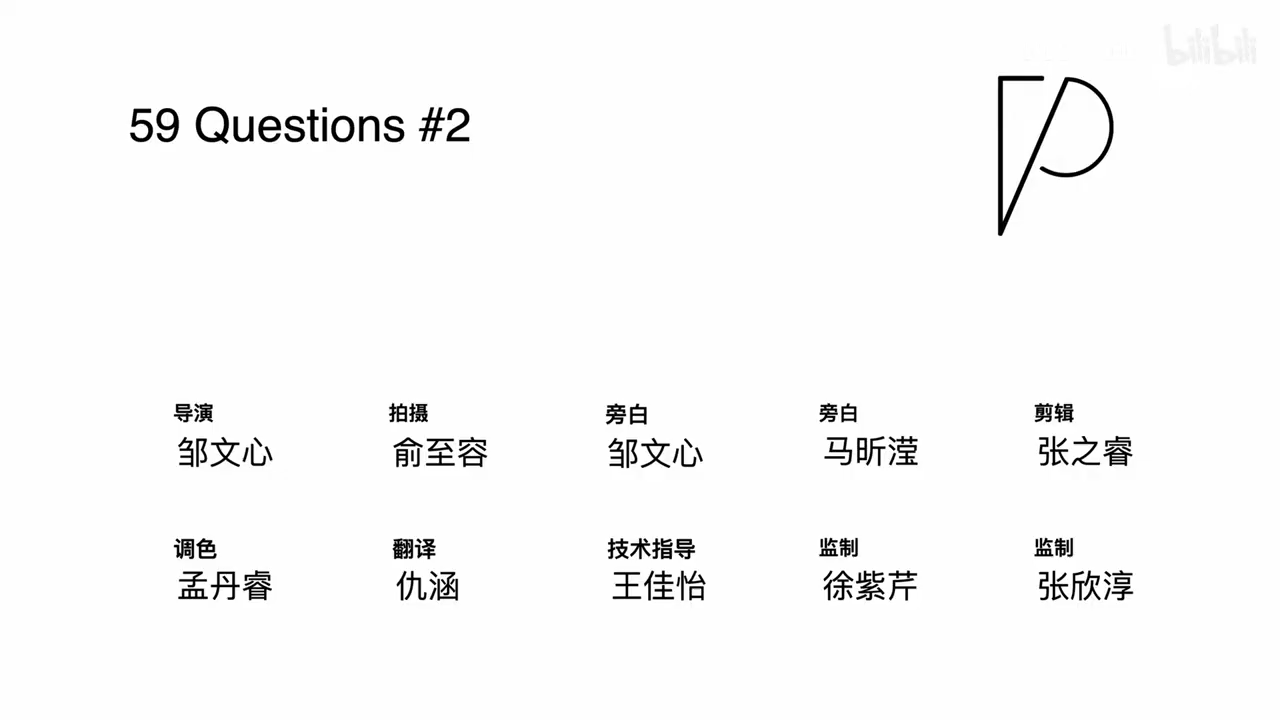 bilibili
59 Questions #2
导演 拍摄 旁白 旁白 剪辑
邹文心 俞至容 邹文心 马昕滢 张之睿
调色 翻译 技术指导 监制 监制
孟丹睿 仇涵 王佳怡 徐紫芹 张欣淳